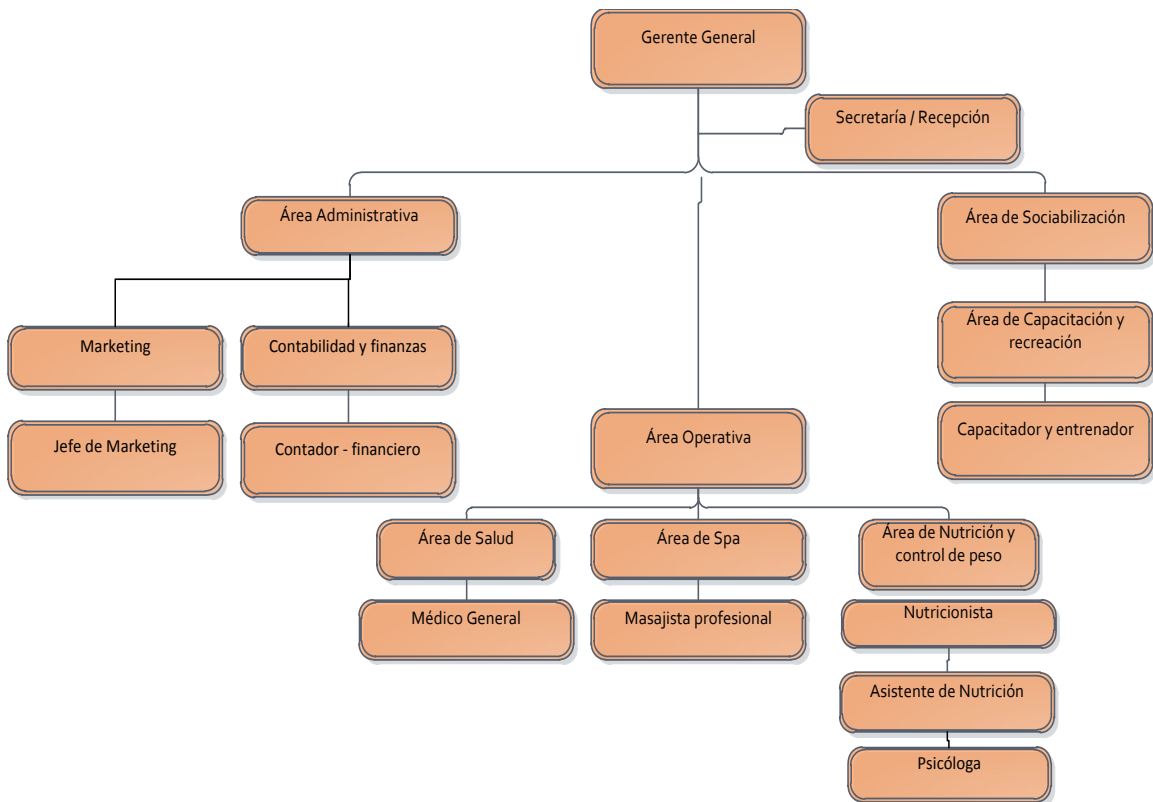 Gerente General
Secretaría / Recepción
Área Administrativa
Área de Sociabilización
Marketing
Contabilidad y finanzas
Área de Capacitación y
recreación
Jefe de Marketing
Contador - financiero
Área Operativa
Capacitador y entrenador
Área de Salud
Área de Spa
Área de Nutrición y
control de peso
Médico General
Masajista profesional
Nutricionista
Asistente de Nutrición
Psicóloga